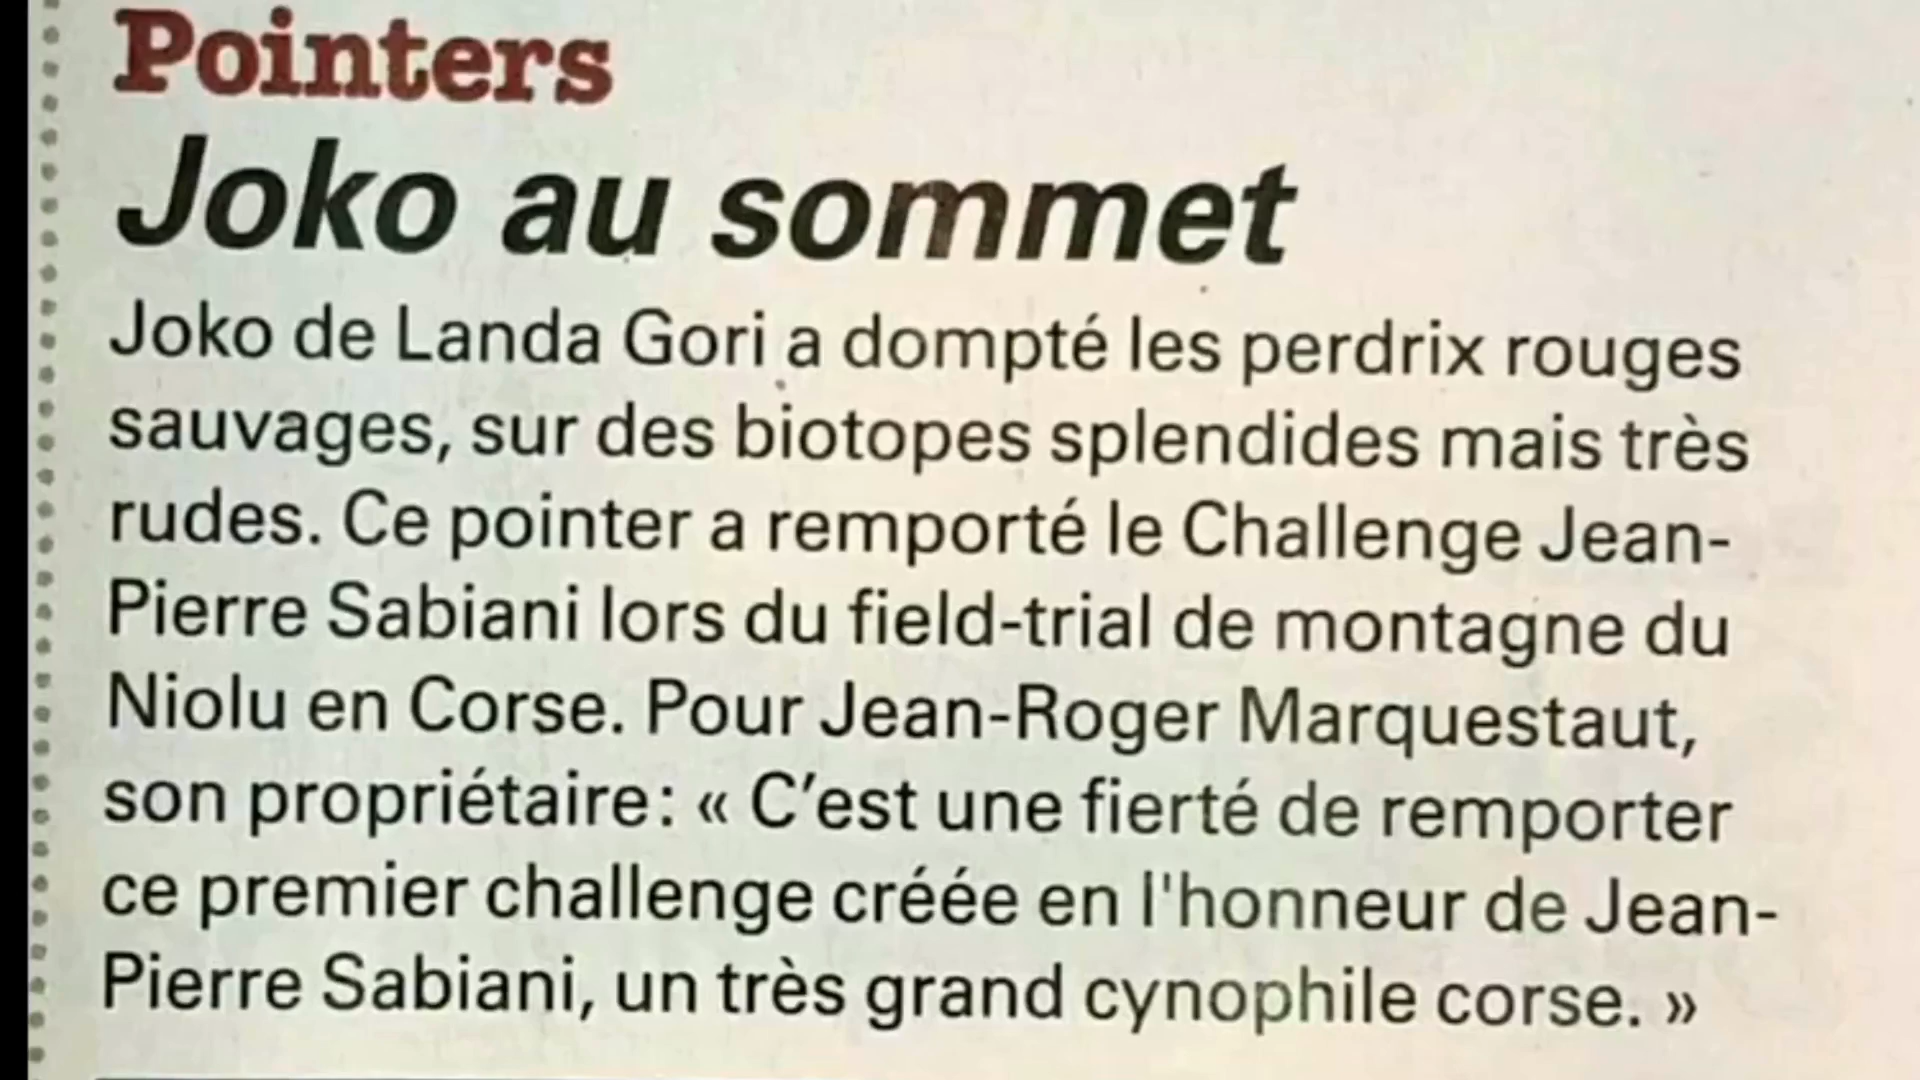 Pointers
Joko au sommet
Joko de Landa Gori a dompté les perdrix rouges
sauvages, sur des biotopes splendides mais très
rudes. Ce pointer a remporté le Challenge Jean-
Pierre Sabiani lors du field-trial de montagne du
Niolu en Corse. Pour Jean-Roger Marquestaut,
son propriétaire: « C'est une fierté de remporter
ce premier challenge créée en l'honneur de Jean-
Pierre Sabiani, un très grand cynophile corse. »